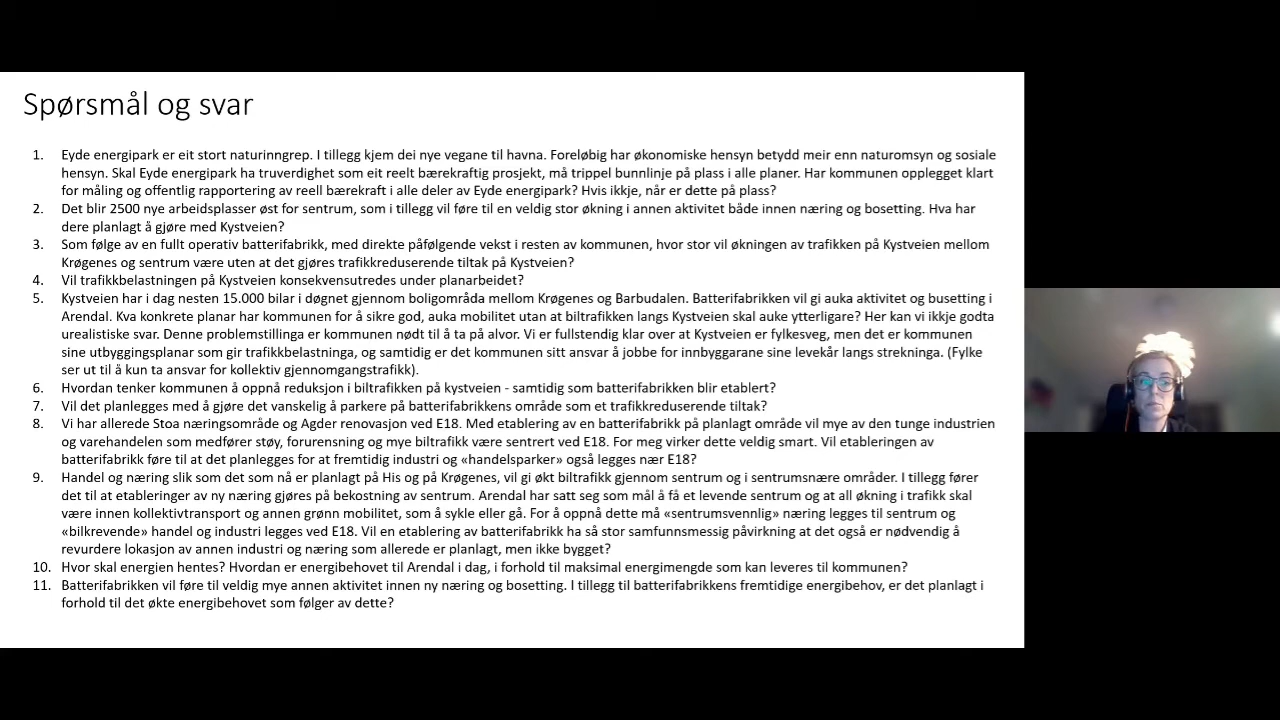 Spørsmål og svar
1. Eyde energipark er eit stort naturinngrep. I tillegg kjem dei nye vegane til havna. Foreløbig har økonomiske hensyn betydd meir enn naturomsyn og sosiale
hensyn. Skal Eyde energipark ha truverdighet som eit reelt bærekraftig prosjekt, må trippel bunnlinje på plass i alle planer. Har kommunen opplegget klart
for måling og offentlig rapportering av reell bærekraft i alle deler av Eyde energipark? Hvis ikkje, når er dette på plass?
2. Det blir 2500 nye arbeidsplasser øst for sentrum, som i tillegg vil føre til en veldig stor økning i annen aktivitet både innen næring og bosetting. Hva har
dere planlagt å gjøre med Kystveien?
3. Som følge av en fullt operativ batterifabrikk, med direkte påfølgende vekst i resten av kommunen, hvor stor vil økningen av trafikken på Kystveien mellom
Krøgenes og sentrum være uten at det gjøres trafikkreduserende tiltak på Kystveien?
4. Vil trafikkbelastningen på Kystveien konsekvensutredes under planarbeidet?
5. Kystveien har i dag nesten 15.000 bilar i døgnet gjennom boligområda mellom Krøgenes og Barbudalen. Batterifabrikken vil gi auka aktivitet og busetting i
Arendal. Kva konkrete planar har kommunen for å sikre god, auka mobilitet utan at biltrafikken langs Kystveien skal auke ytterligare? Her kan vi ikkje godta
urealistiske svar. Denne problemstillinga er kommunen nødt til å ta på alvor. Vi er fullstendig klar over at Kystveien er fylkesveg, men det er kommunen
sine utbyggingsplanar som gir trafikkbelastninga, og samtidig er det kommunen sitt ansvar å jobbe for innbyggarane sine levekår langs strekninga. (Fylke
ser ut til å kun ta ansvar for kollektiv gjennomgangstrafikk).
6. Hvordan tenker kommunen å oppnå reduksjon i biltrafikken på kystveien - samtidig som batterifabrikken blir etablert?
7. Vil det planlegges med å gjøre det vanskelig å parkere på batterifabrikkens område som et trafikkreduserende tiltak?
8. Vi har allerede Stoa næringsområde og Agder renovasjon ved E18. Med etablering av en batterifabrikk på planlagt område vil mye av den tunge industrien
og varehandelen som medfører støy, forurensning og mye biltrafikk være sentrert ved E18. For meg virker dette veldig smart. Vil etableringen av
batterifabrikk føre til at det planlegges for at fremtidig industri og «handelsparker» også legges nær E18?
9. Handel og næring slik som det som nå er planlagt på His og på Krøgenes, vil gi økt biltrafikk gjennom sentrum og i sentrumsnære områder. I tillegg fører
det til at etableringer av ny næring gjøres på bekostning av sentrum. Arendal har satt seg som mål å få et levende sentrum og at all økning i trafikk skal
være innen kollektivtransport og annen grønn mobilitet, som å sykle eller gå. For å oppnå dette må «sentrumsvennlig» næring legges til sentrum og
«bilkrevende» handel og industri legges ved E18. Vil en etablering av batterifabrikk ha så stor samfunnsmessig påvirkning at det også er nødvendig å
revurdere lokasjon av annen industri og næring som allerede er planlagt, men ikke bygget?
10. Hvor skal energien hentes? Hvordan er energibehovet til Arendal i dag, i forhold til maksimal energimengde som kan leveres til kommunen?
11. Batterifabrikken vil føre til veldig mye annen aktivitet innen ny næring og bosetting. I tillegg til batterifabrikkens fremtidige energibehov, er det planlagt i
forhold til det økte energibehovet som følger av dette?